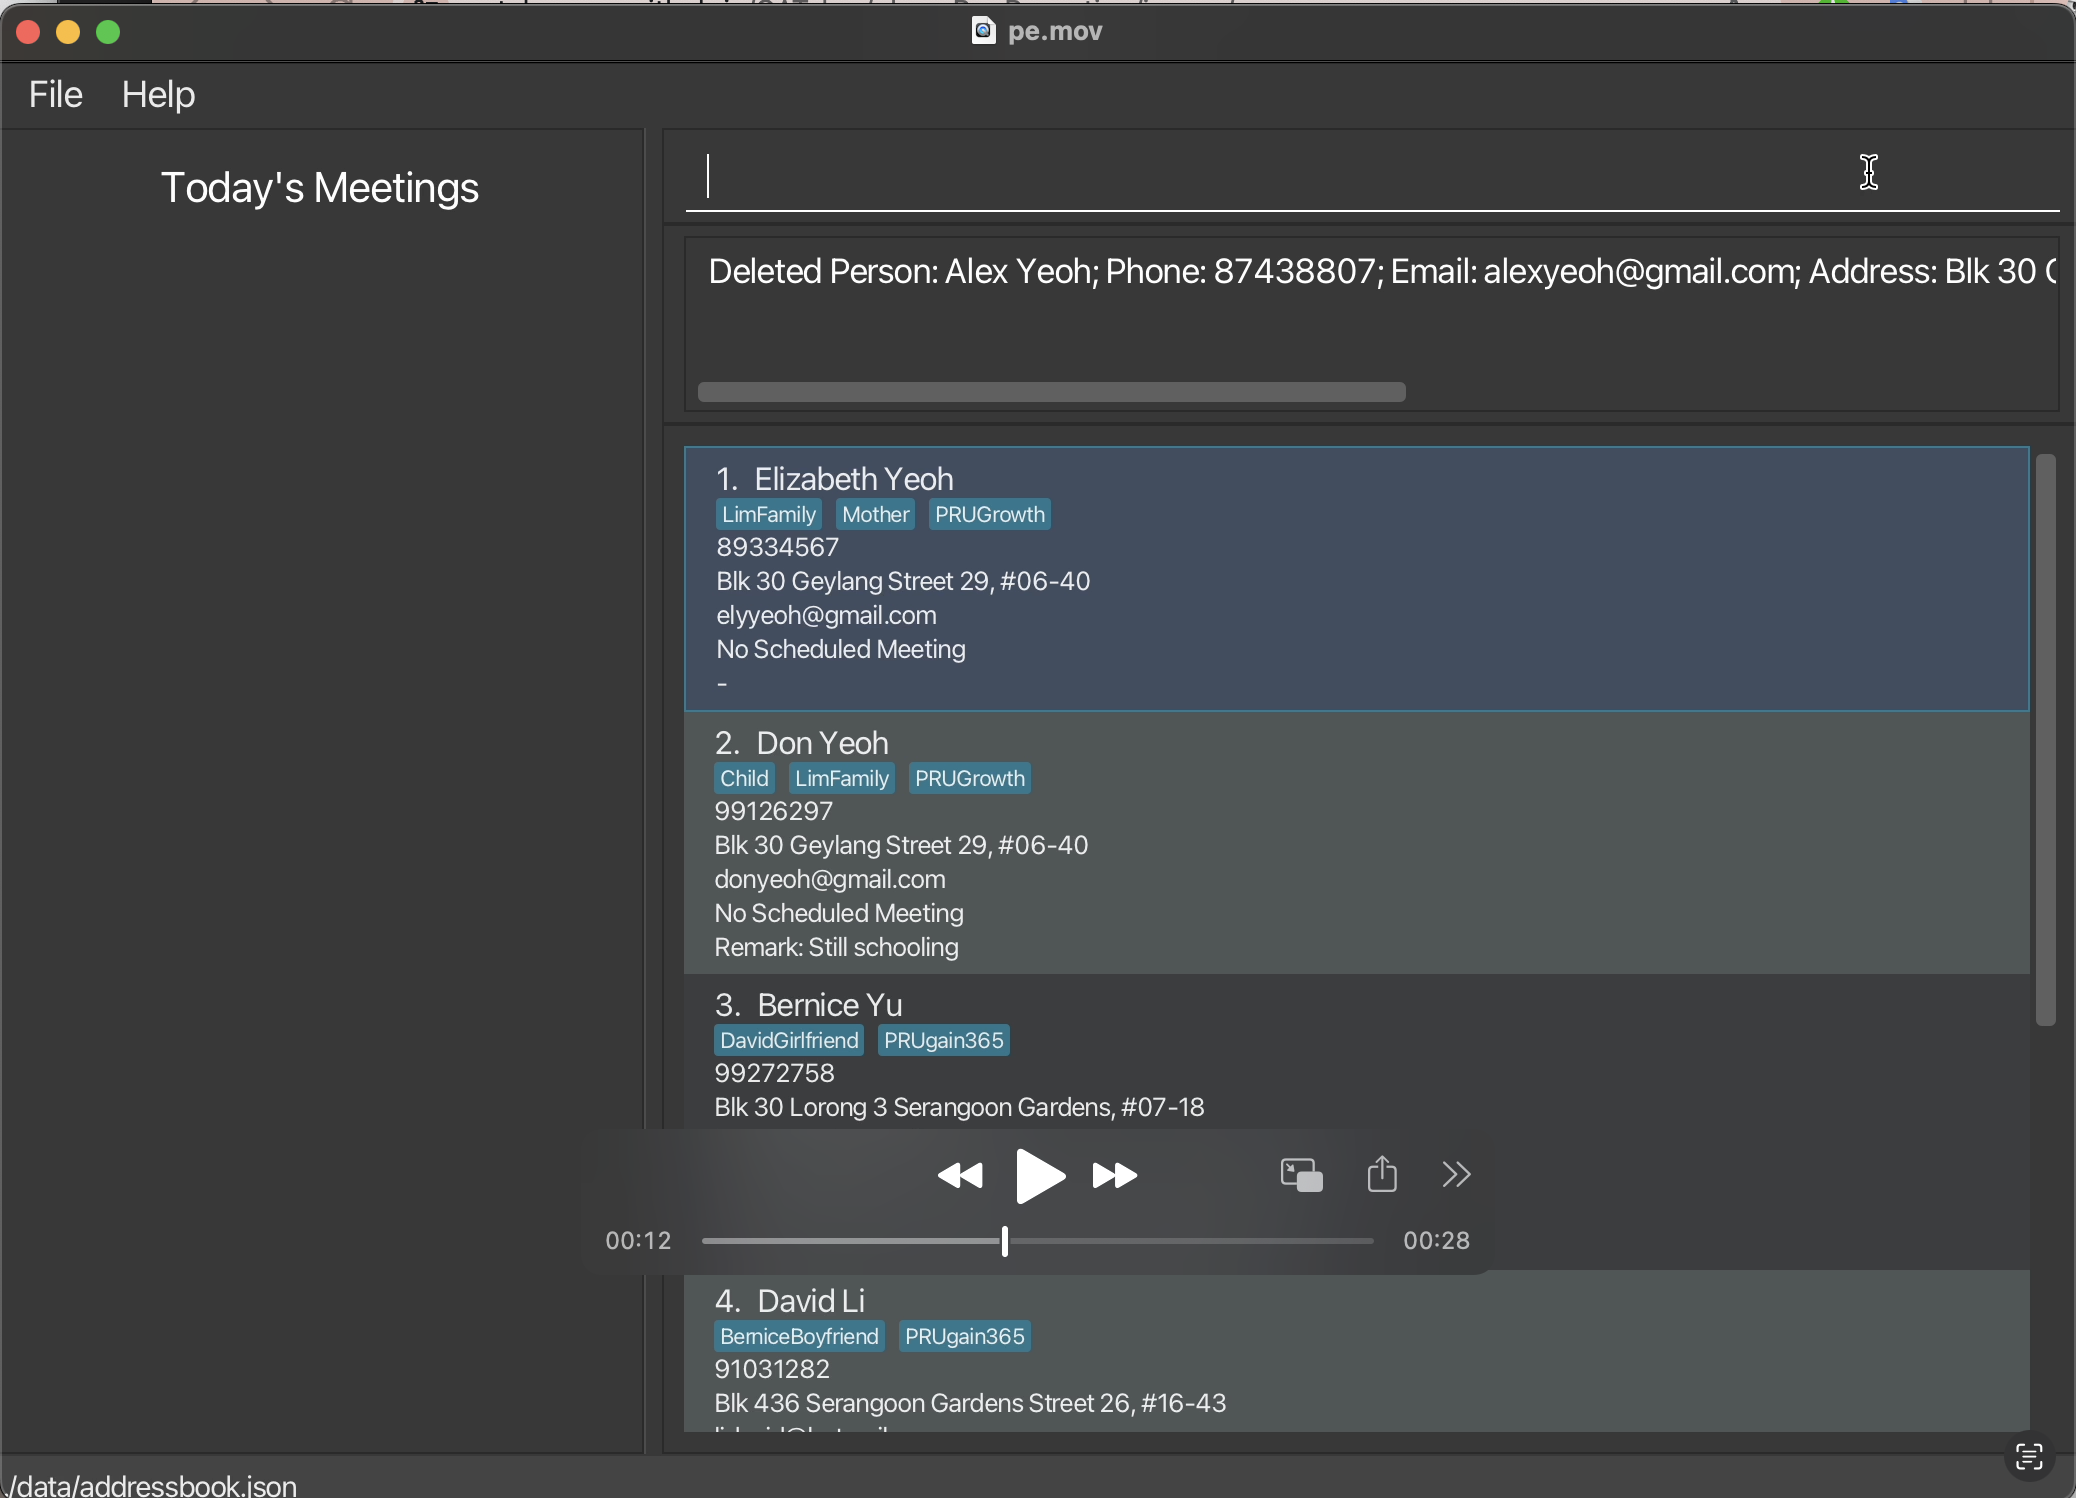 pe.mov
File Help
Today's Meetings
Deleted Person: Alex Yeoh; Phone: 87438807; Email: alexyeoh@gmail.com; Address: Blk 30
1. Elizabeth Yeoh
LimFamily Mother PRUGrowth
89334567
Blk 30 Geylang Street 29, #06-40
elyyeoh@gmail.com
No Scheduled Meeting
-
2. Don Yeoh
Child LimFamily PRUGrowth
99126297
Blk 30 Geylang Street 29, #06-40
donyeoh@gmail.com
No Scheduled Meeting
Remark: Still schooling
3. Bernice Yu
DavidGirlfriend PRUgain365
99272758
Blk 30 Lorong 3 Serangoon Gardens, #07-18
00:12 00:28
4. David Li
BerniceBoyfriend PRUgain365
91031282
Blk 436 Serangoon Gardens Street 26, #16-43
/data/addressbook.json